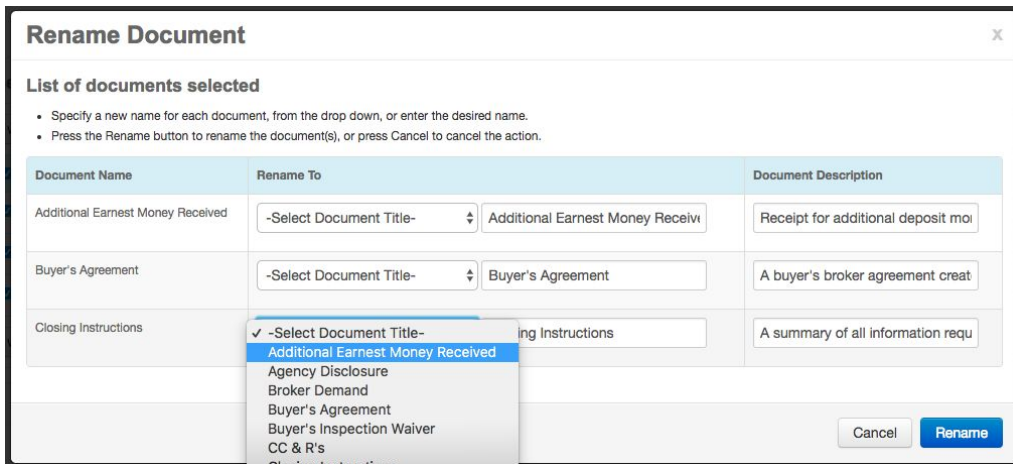 Rename Document
x
List of documents selected
• Specify a new name for each document, from the drop down, or enter the desired name.
• Press the Rename button to rename the document(s), or press Cancel to cancel the action.
Document Name Rename To Document Description
Additional Earnest Money Received -Select Document Title- Additional Earnest Money Receive Receipt for additional deposit
Buyer's Agreement -Select Document Title- Buyer's Agreement A buyer's broker agreement creat
Closing Instructions ✓ -Select Document Title- ing Instructions A summary of all information requ
Additional Earnest Money Received
Agency Disclosure
Broker Demand
Buyer's Agreement
Buyer's Inspection Waiver
CC & R's
Cancel Rename